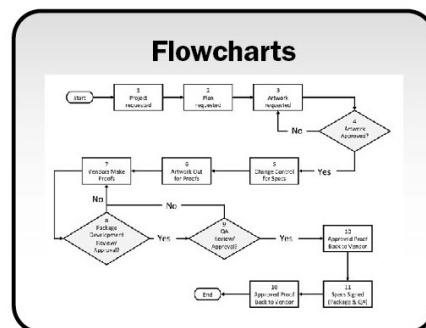 Flowcharts
Start
1
Project
requested
2
Plan
requested
3
Artwork
requested
4
Artwork
Approved?
No
Yes
5
Change Control
for Specs
6
Artwork Out
for Proofs
7
Vendors Make
Proofs
No
No
8
Package
Development
Review/
Approval?
Yes
9
QA
Review/
Approval?
Yes
10
Approved Proof
Back to Vendor
11
Specs Signed
(Package & QA)
10
Approved Proof
Back to Vendor
End